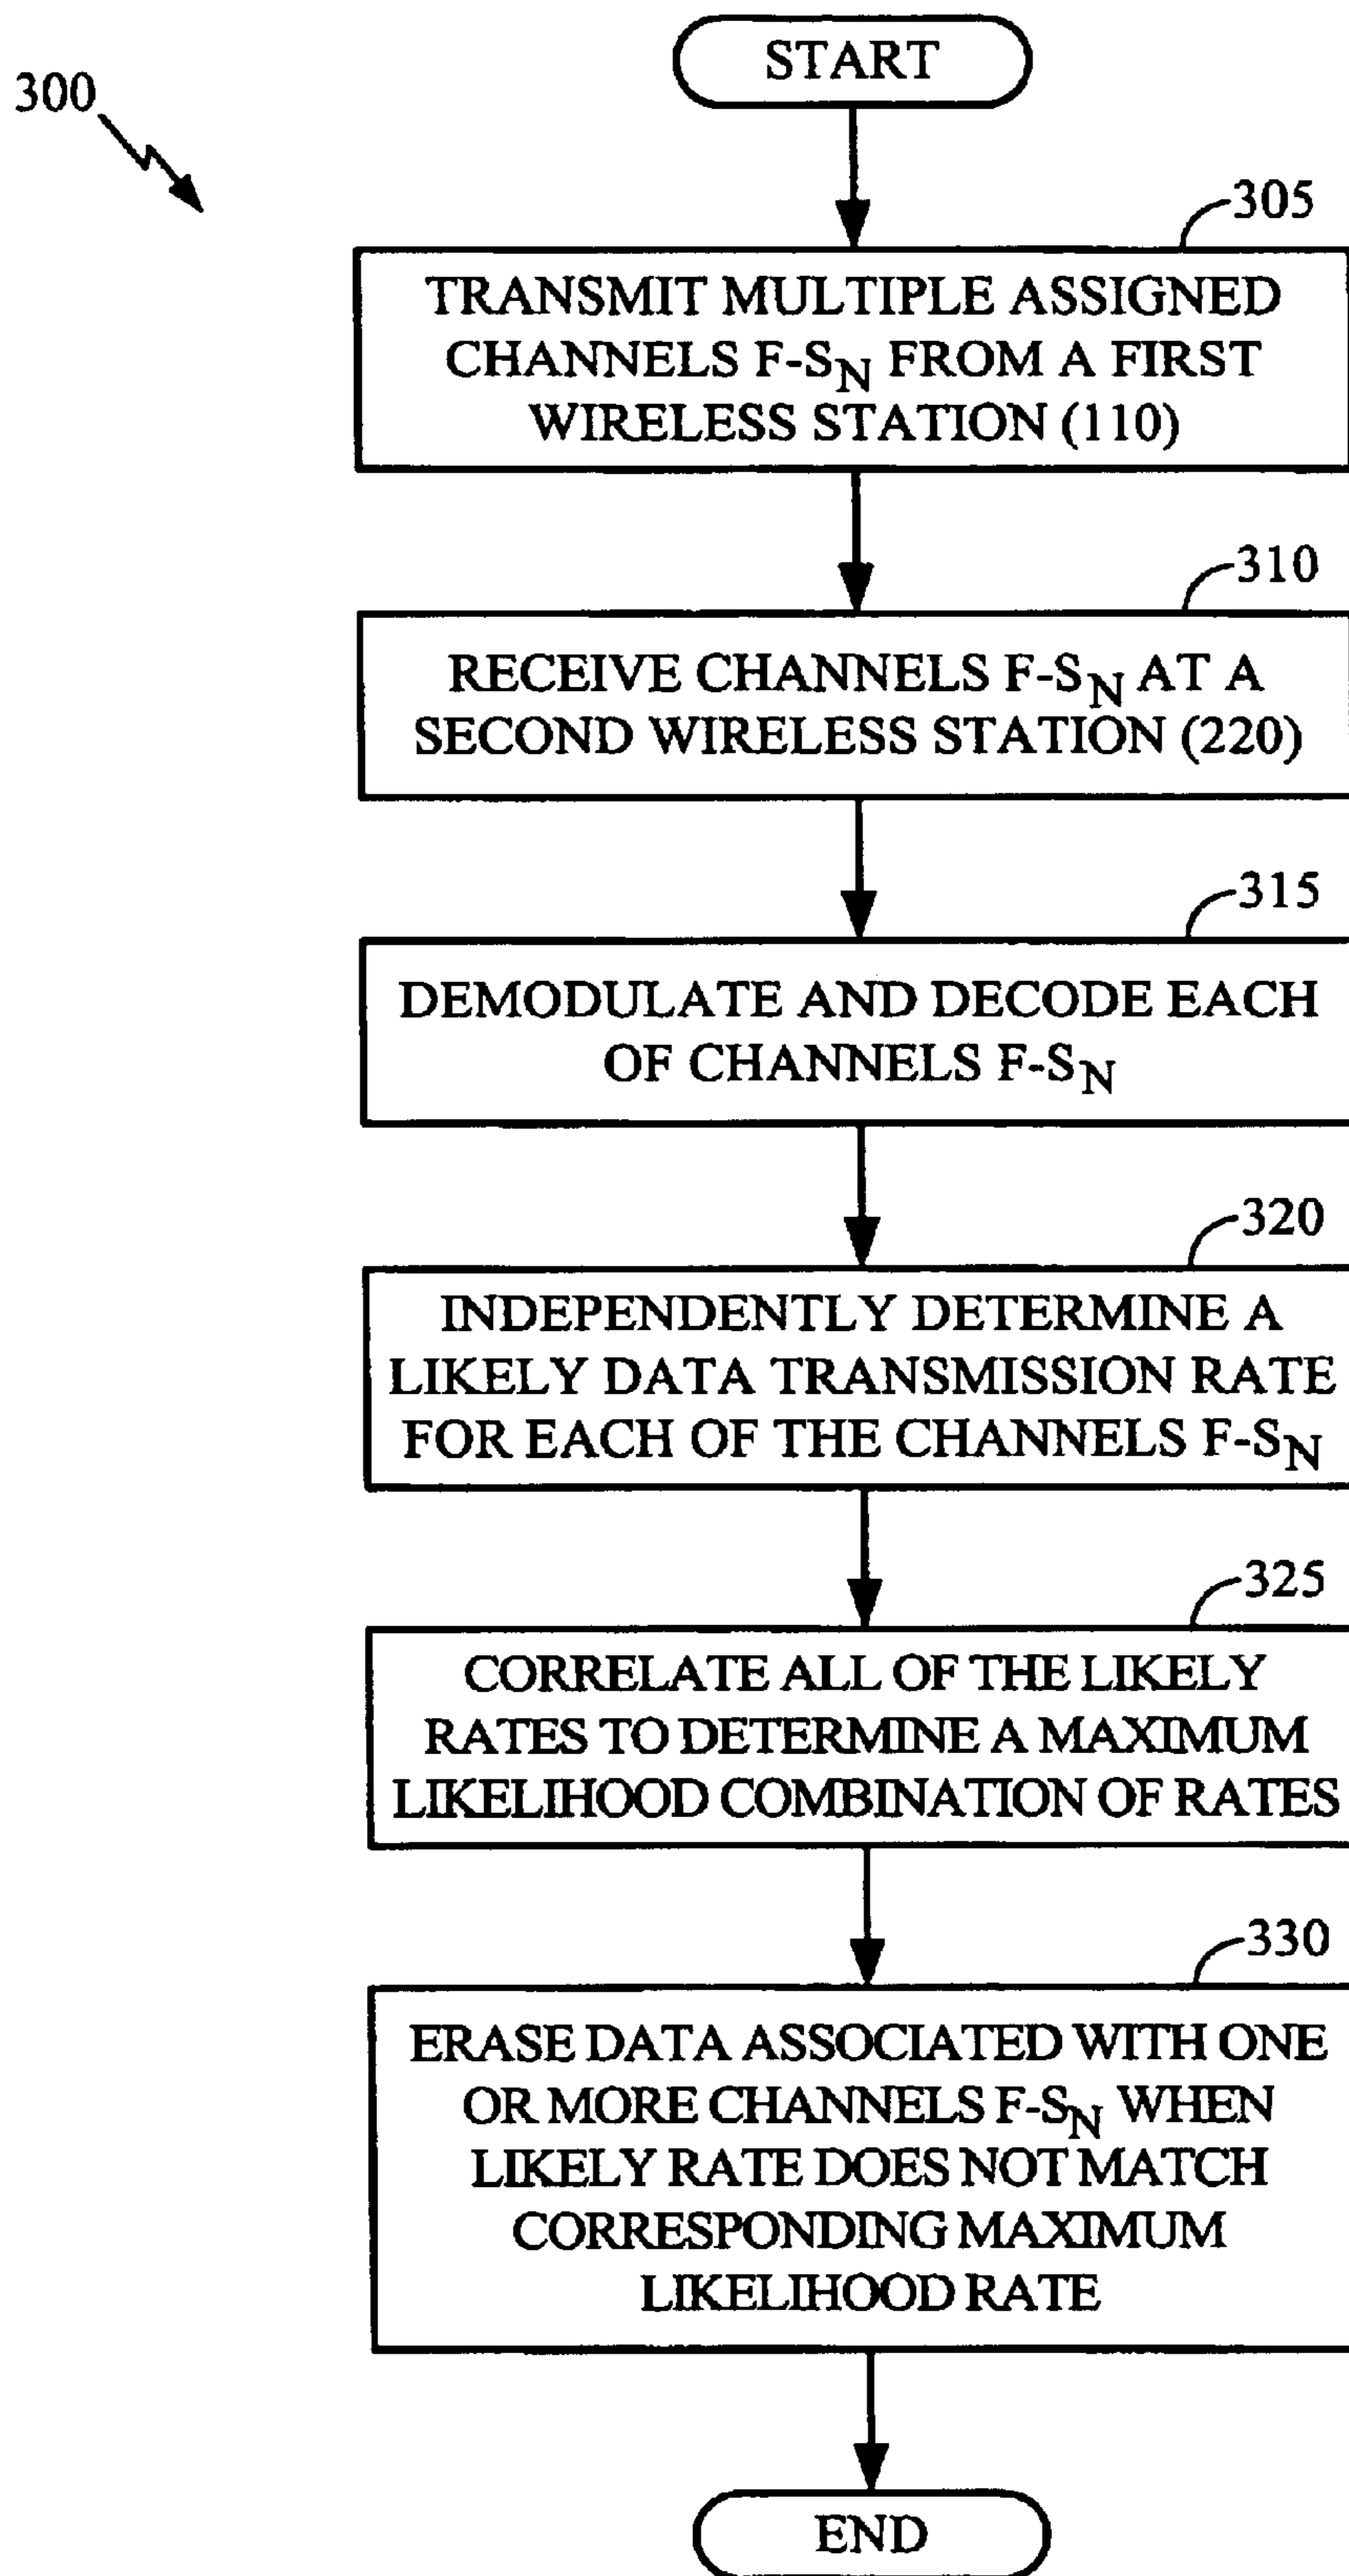 START
300
305
TRANSMIT MULTIPLE ASSIGNED
CHANNELS F-SN FROM A FIRST
WIRELESS STATION (110)
310
RECEIVE CHANNELS F-SN AT A
SECOND WIRELESS STATION (220)
315
DEMODULATE AND DECODE EACH
OF CHANNELS F-SN
320
INDEPENDENTLY DETERMINE A
LIKELY DATA TRANSMISSION RATE
FOR EACH OF THE CHANNELS F-SN
325
CORRELATE ALL OF THE LIKELY
RATES TO DETERMINE A MAXIMUM
LIKELIHOOD COMBINATION OF RATES
330
ERASE DATA ASSOCIATED WITH ONE
OR MORE CHANNELS F-SN WHEN
LIKELY RATE DOES NOT MATCH
CORRESPONDING MAXIMUM
LIKELIHOOD RATE
END